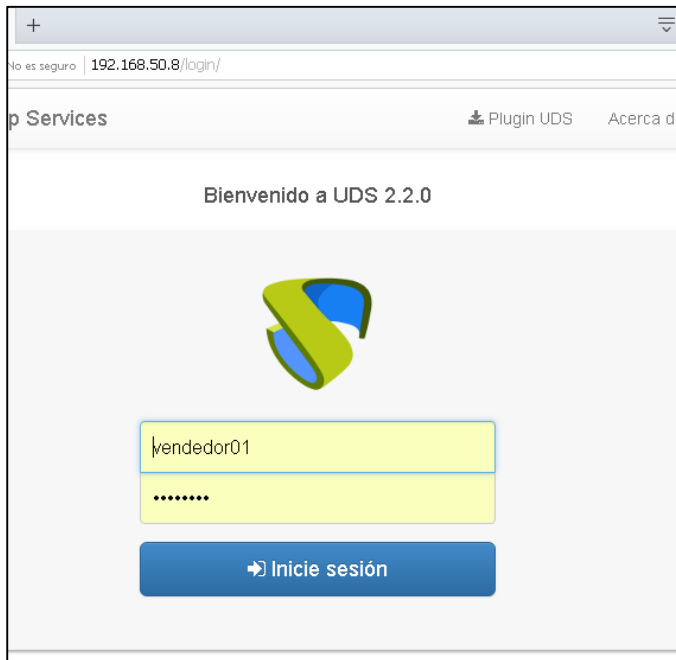 +
No es seguro | 192.168.50.8/login/
p Services Plugin UDS Acerca d
Bienvenido a UDS 2.2.0
vendedor01
••••••••
Inicie sesión